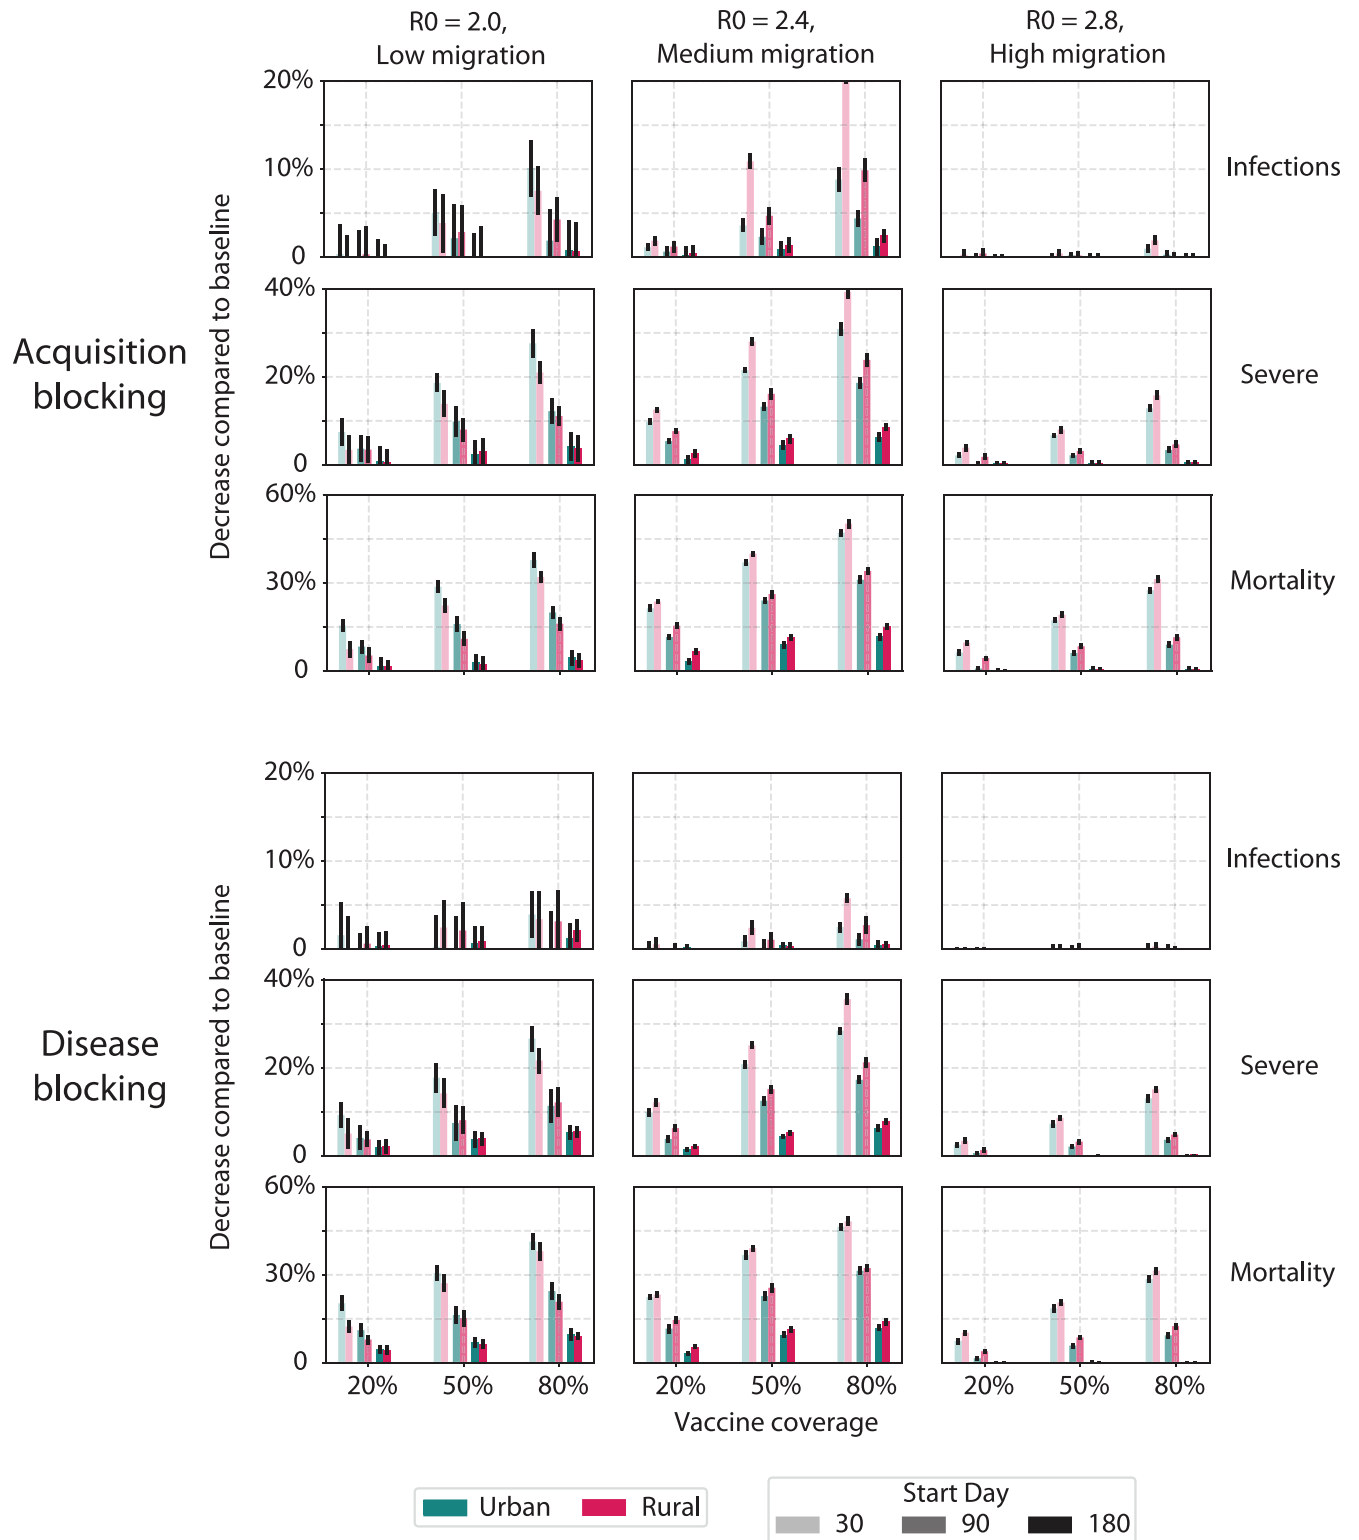 R0 = 2.0,
Low migration
R0 = 2.4,
Medium migration
R0 = 2.8,
High migration
Acquisition
blocking
Decrease compared to baseline
20%
10%
0
Infections
40%
20%
0
Severe
60%
30%
0
Mortality
Disease
blocking
Decrease compared to baseline
20%
10%
0
Infections
40%
20%
0
Severe
60%
30%
0
Mortality
20% 50% 80%
20% 50% 80%
20% 50% 80%
Vaccine coverage
Urban Rural
Start Day
30 90 180